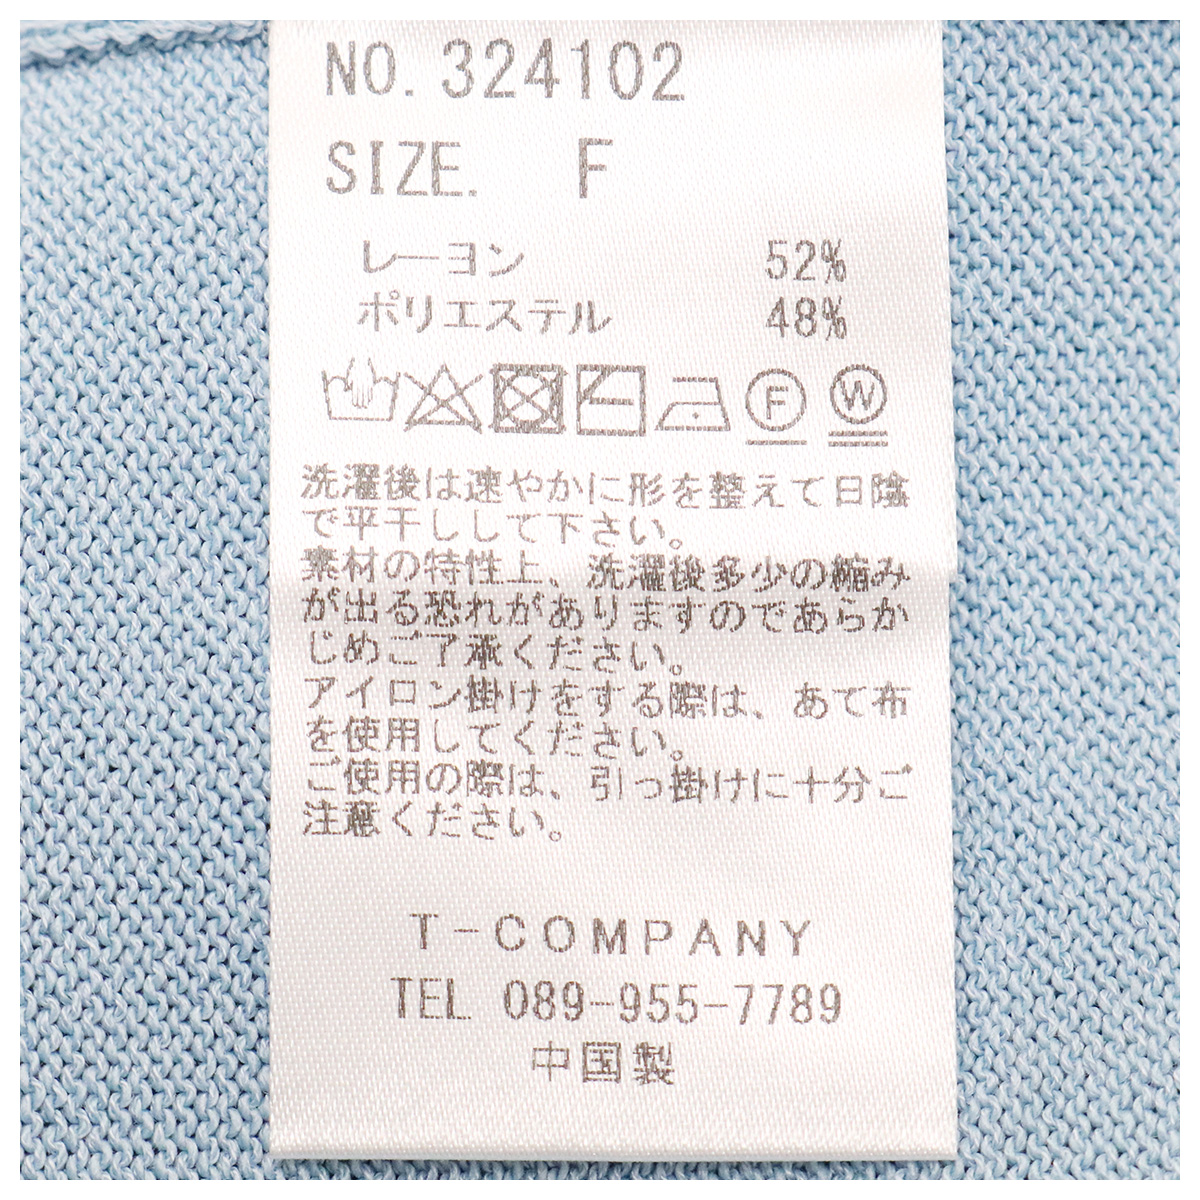 NO. 324102
SIZE. F
レーヨン 52%
ポリエステル 48%
F W
洗濯後は速やかに形を整えて日陰
で平干しして下さい。
素材の特性上、洗濯後多少の縮み
が出る恐れがありますのであらか
じめご了承ください。
アイロン掛けをする際は、あて布
を使用してください。
ご使用の際は、引っ掛けに十分ご
注意ください。
T-COMPANY
TEL 089-955-7789
中国製